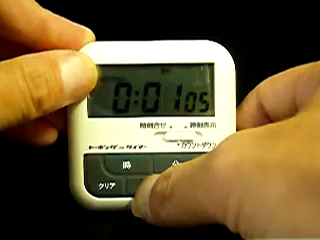 0:01 05
時刻合せ 時刻表示
カウントダウン
時 分
クリア